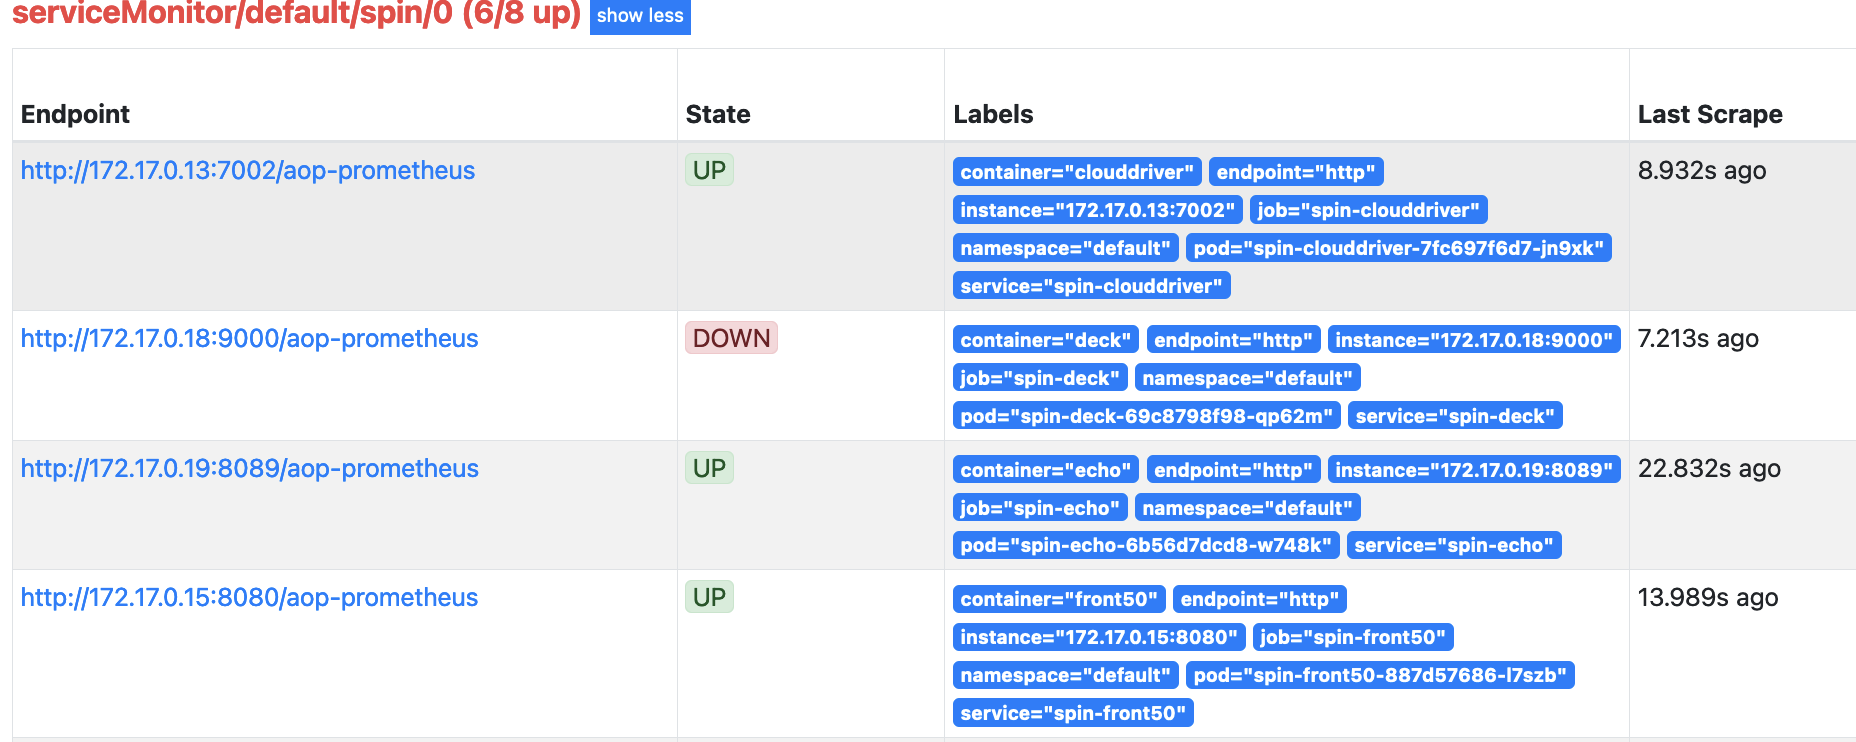 serviceMonitor/default/spin/0 (6/8 up) show less
Endpoint State Labels Last Scrape
http://172.17.0.13:7002/aop-prometheus UP container="clouddriver" endpoint="http" 8.932s ago
instance="172.17.0.13:7002" job="spin-clouddriver"
namespace="default" pod="spin-clouddriver-7fc697f6d7-jn9xk"
service="spin-clouddriver"
http://172.17.0.18:9000/aop-prometheus DOWN container="deck" endpoint="http" instance="172.17.0.18:9000" 7.213s ago
job="spin-deck" namespace="default"
pod="spin-deck-69c8798f98-qp62m" service="spin-deck"
http://172.17.0.19:8089/aop-prometheus UP container="echo" endpoint="http" instance="172.17.0.19:8089" 22.832s ago
job="spin-echo" namespace="default"
pod="spin-echo-6b56d7dcd8-w748k" service="spin-echo"
http://172.17.0.15:8080/aop-prometheus UP container="front50" endpoint="http" 13.989s ago
instance="172.17.0.15:8080" job="spin-front50"
namespace="default" pod="spin-front50-887d57686-l7szb"
service="spin-front50"